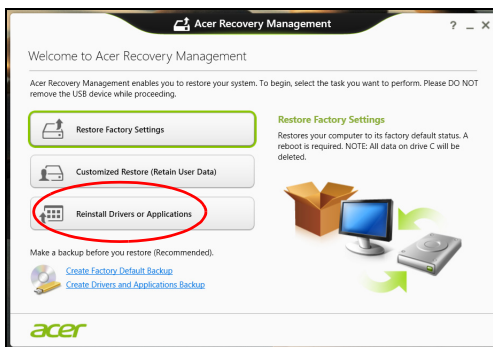 Acer Recovery Management
? _ ×
Welcome to Acer Recovery Management
Acer Recovery Management enables you to restore your system. To begin, select the task you want to perform. Please DO NOT
remove the USB device while proceeding.
Restore Factory Settings
Customized Restore (Retain User Data)
Reinstall Drivers or Applications
Restore Factory Settings
Restores your computer to its factory default status. A
reboot is required. NOTE: All data on drive C will be
deleted.
Make a backup before you restore (Recommended).
Create Factory Default Backup
Create Drivers and Applications Backup
acer